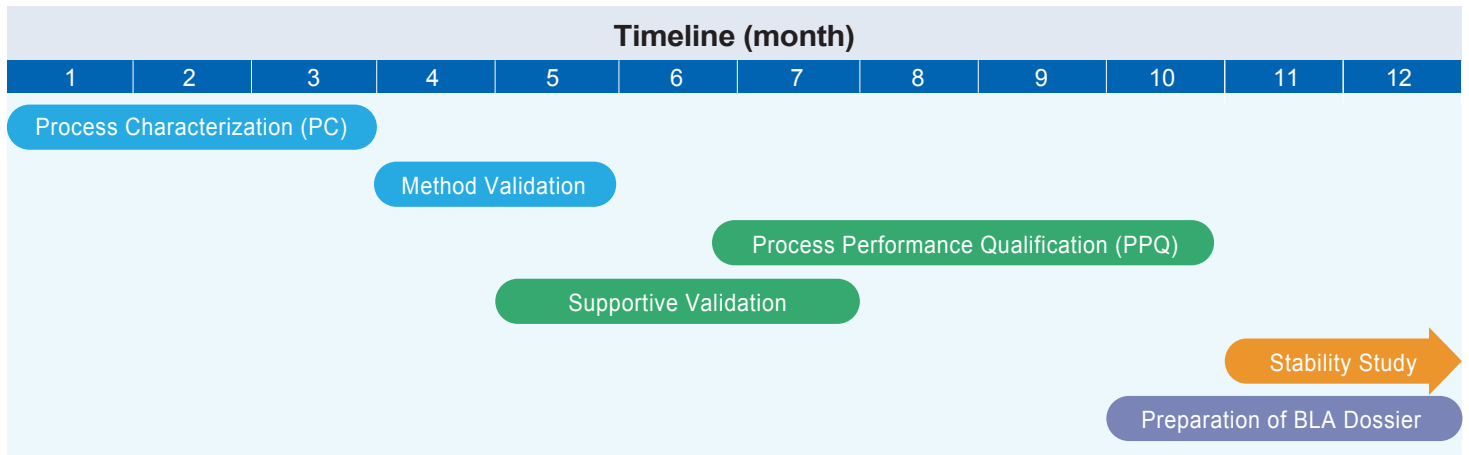 Timeline (month)
1 2 3 4 5 6 7 8 9 10 11 12
Process Characterization (PC)
Method Validation
Process Performance Qualification (PPQ)
Supportive Validation
Stability Study
Preparation of BLA Dossier